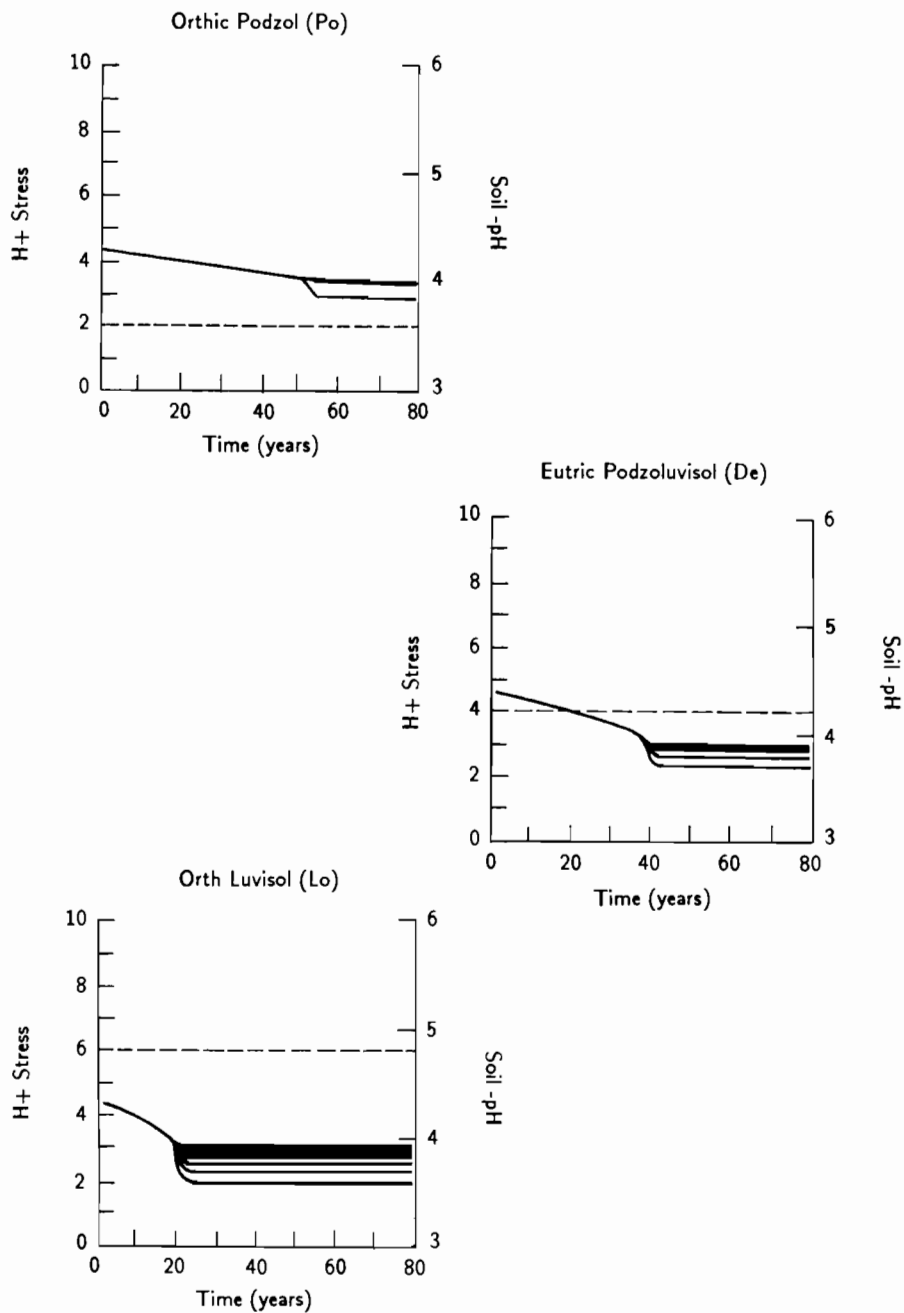 Orthic Podzol (Po)
10
8
6
4
2
0
H+ Stress
6
5
4
3
Soil -pH
0 20 40 60 80
Time (years)
Eutric Podzoluvisol (De)
10
8
6
4
2
0
H+ Stress
6
5
4
3
Soil -pH
0 20 40 60 80
Time (years)
Orth Luvisol (Lo)
10
8
6
4
2
0
H+ Stress
6
5
4
3
Soil -pH
0 20 40 60 80
Time (years)